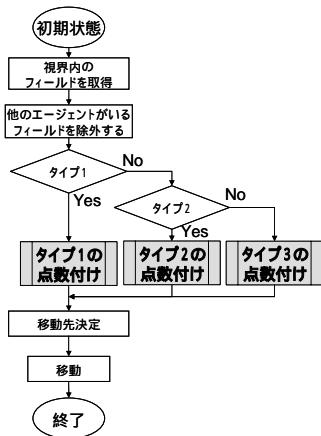 初期状態
視界内の
フィールドを取得
他のエージェントがいる
フィールドを除外する
タイプ1
No
Yes
タイプ2
No
Yes
タイプ1の
点数付け
タイプ2の
点数付け
タイプ3の
点数付け
移動先決定
移動
終了